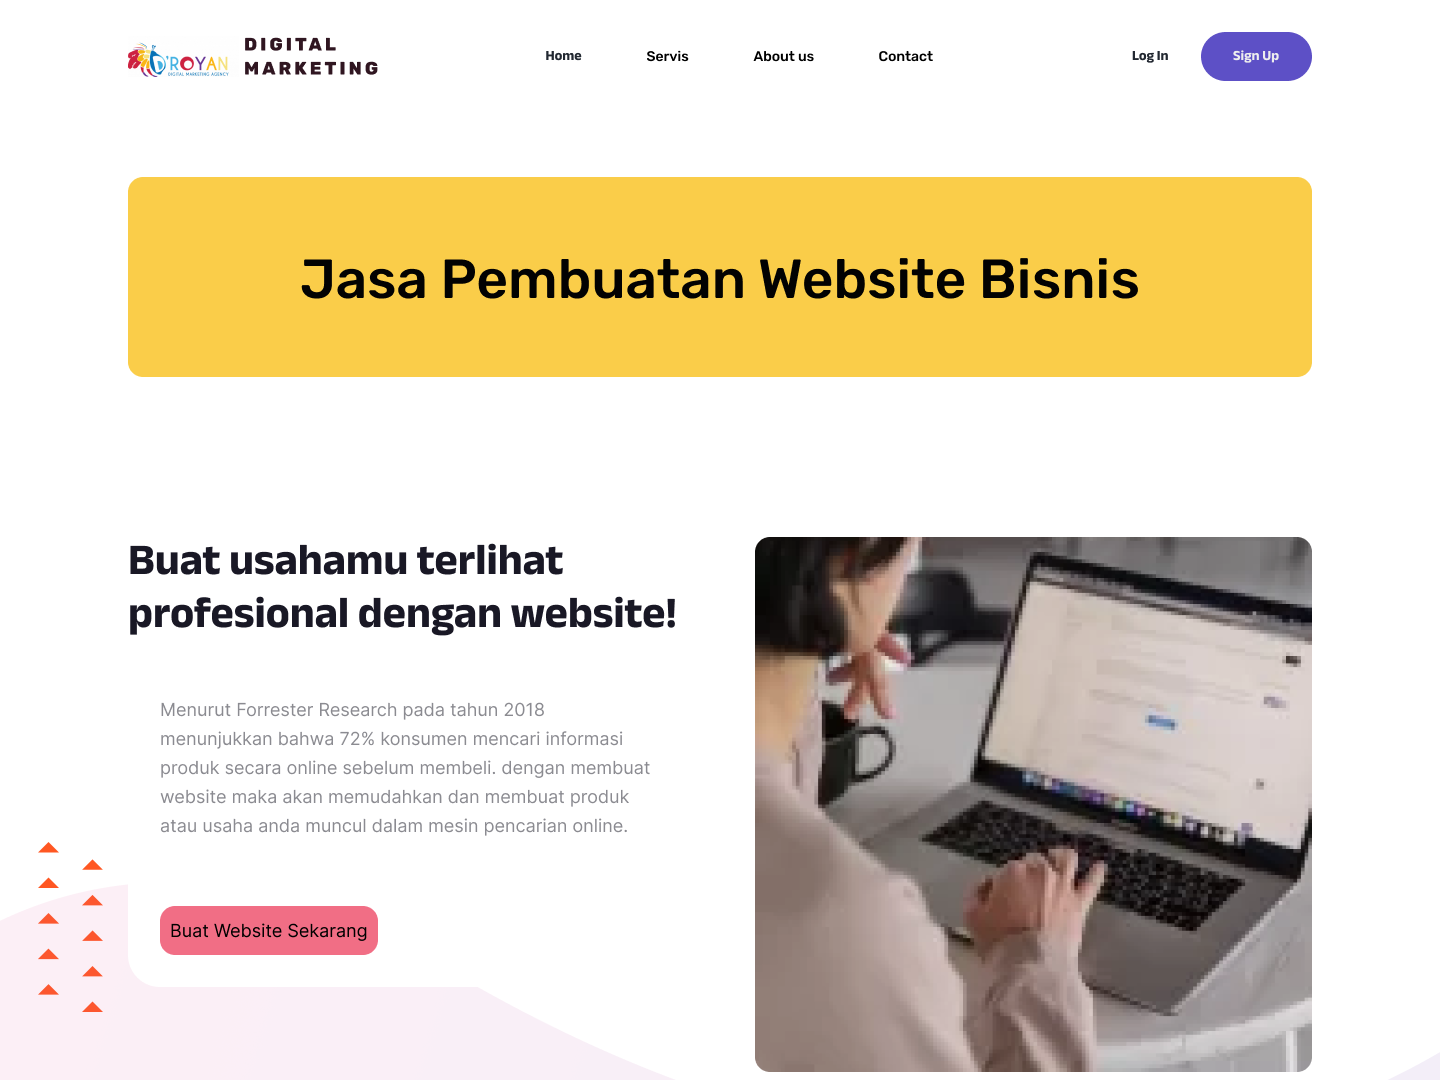 D'ROYAN
DIGITAL MARKETING AGENCY
DIGITAL
MARKETING
Home
Servis
About us
Contact
Log In
Sign Up
Jasa Pembuatan Website Bisnis
Buat usahamu terlihat
profesional dengan website!
Menurut Forrester Research pada tahun 2018
menunjukkan bahwa 72% konsumen mencari informasi
produk secara online sebelum membeli. dengan membuat
website maka akan memudahkan dan membuat produk
atau usaha anda muncul dalam mesin pencarian online.
Buat Website Sekarang